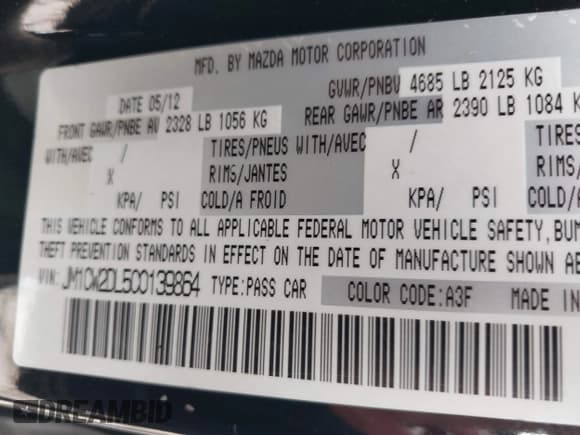 MFD. BY MAZDA MOTOR CORPORATION
DATE 05/12 GVWR/PNBV 4685 LB 2125 KG
FRONT GAWR/PNBE AV 2328 LB 1056 KG REAR GAWR/PNBE AR 2390 LB 1084 K
WITH/AVEC / TIRES/PNEUS WITH/AVEC / TIRES/
X RIMS/JANTES X RIMS/
KPA/ PSI COLD/A FROID KPA/ PSI COLD/A
THIS VEHICLE CONFORMS TO ALL APPLICABLE FEDERAL MOTOR VEHICLE SAFETY, BUM
THEFT PREVENTION STANDARDS IN EFFECT ON THE DATE OF MANUFACTURE SHOWN ABO
VIN: JM1CW2DL5C0139864 TYPE:PASS CAR COLOR CODE:A3F MADE IN
DREAMBID